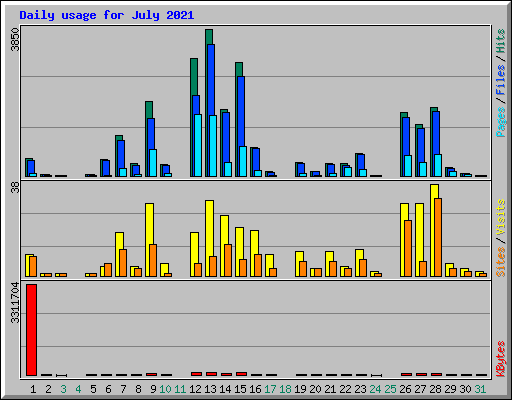 Daily usage for July 2021
3850
Pages / Files / Hits
38
Sites / Visits
3311704
KBytes
1 2 3 4 5 6 7 8 9 10 11 12 13 14 15 16 17 18 19 20 21 22 23 24 25 26 27 28 29 30 31